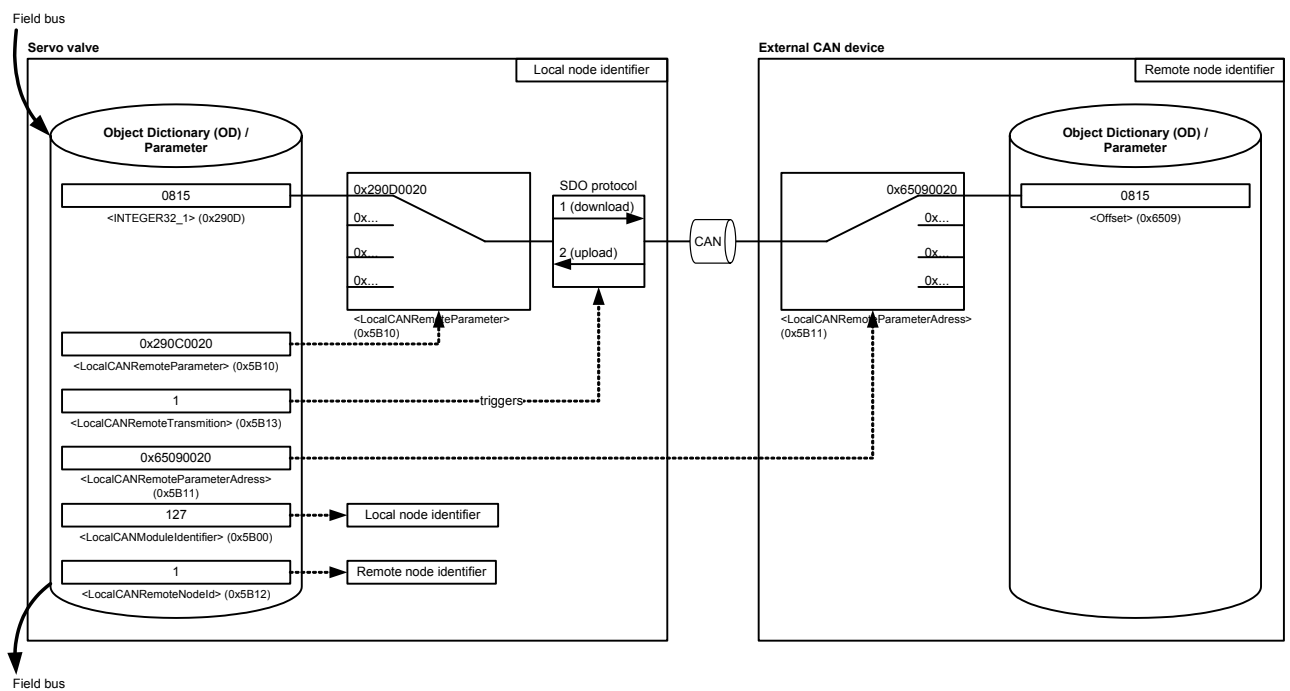 Field bus
Servo valve
External CAN device
Local node identifier
Remote node identifier
Object Dictionary (OD) /
Parameter
Object Dictionary (OD) /
Parameter
0815
<INTEGER32_1> (0x290D)
0x290D0020
0x...
0x...
0x...
<LocalCANRemoteParameter>
(0x5B10)
SDO protocol
1 (download)
2 (upload)
CAN
0x65090020
0x...
0x...
0x...
<LocalCANRemoteParameterAdress>
(0x5B11)
0815
<Offset> (0x6509)
0x290C0020
<LocalCANRemoteParameter> (0x5B10)
1
<LocalCANRemoteTransmition> (0x5B13)
triggers
0x65090020
<LocalCANRemoteParameterAdress>
(0x5B11)
127
<LocalCANModuleIdentifier> (0x5B00)
Local node identifier
1
<LocalCANRemoteNodeId> (0x5B12)
Remote node identifier
Field bus